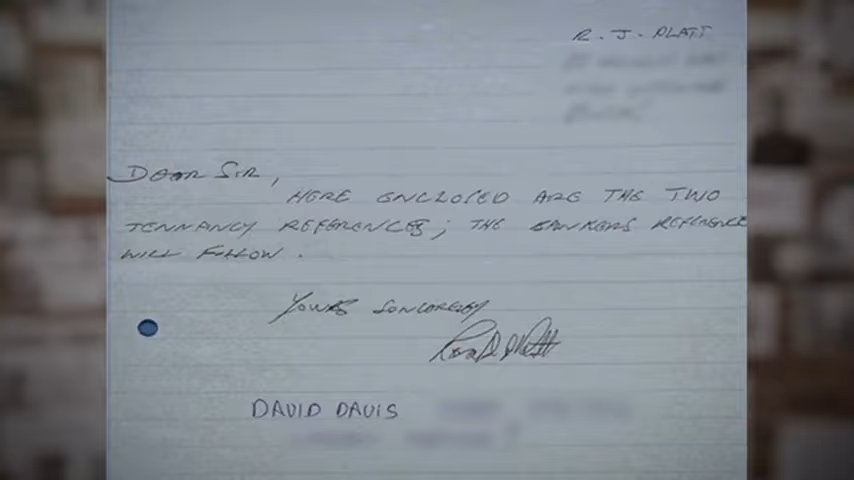 R. J. PLATT
DEAR SIR,
HERE ENCLOSED ARE THE TWO
TENNANCY REFERENCES; THE BANKERS REFERENCE
WILL FOLLOW.
YOURS SINCERELY
DAVID DAVIS